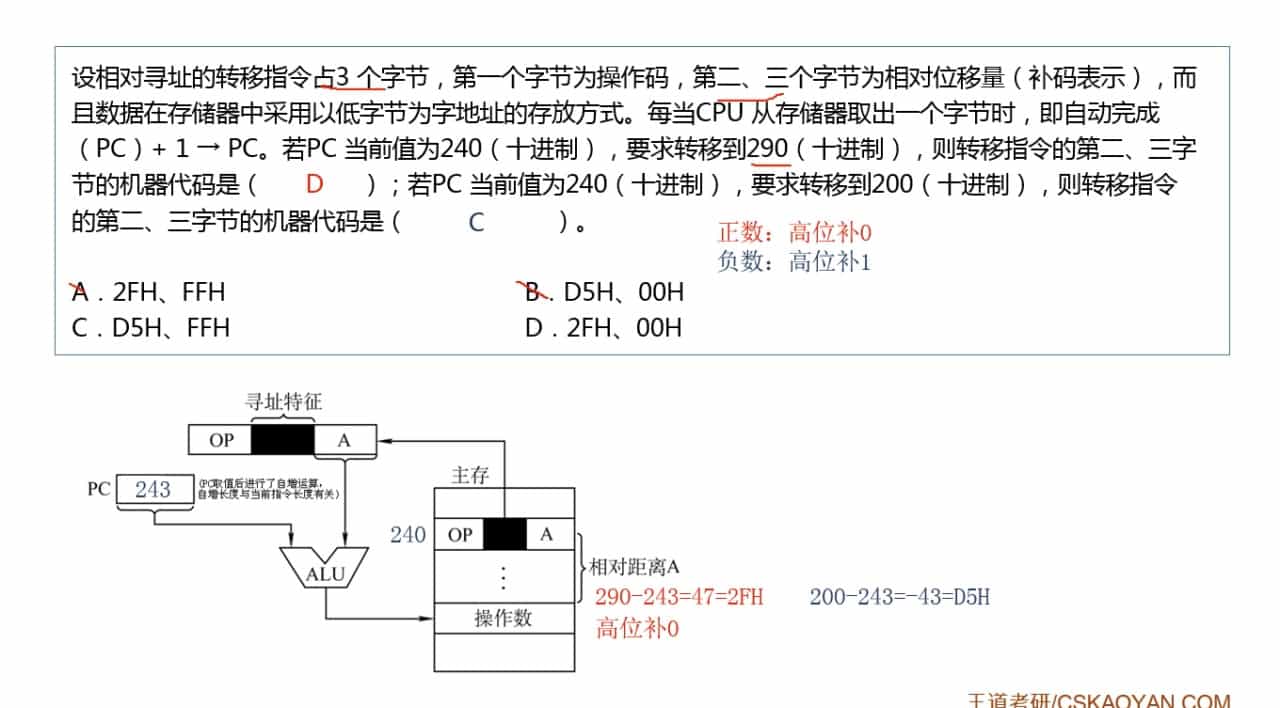 设相对寻址的转移指令占3 个字节，第一个字节为操作码，第二、三个字节为相对位移量（补码表示），而
且数据在存储器中采用以低字节为字地址的存放方式。每当CPU 从存储器取出一个字节时，即自动完成
（PC）+ 1 → PC。若PC 当前值为240（十进制），要求转移到290（十进制），则转移指令的第二、三字
节的机器代码是（ D ）；若PC 当前值为240（十进制），要求转移到200（十进制），则转移指令
的第二、三字节的机器代码是（ C ）。
正数：高位补0
负数：高位补1
A．2FH、FFH B．D5H、00H
C．D5H、FFH D．2FH、00H
寻址特征
OP A
主存
PC 243 (PC取值后进行了自增运算,
自增长度与当前指令长度有关)
240 OP A
ALU
⋮
相对距离A
290-243=47=2FH 200-243=-43=D5H
操作数
高位补0
王道考研/CSKAOYAN.COM